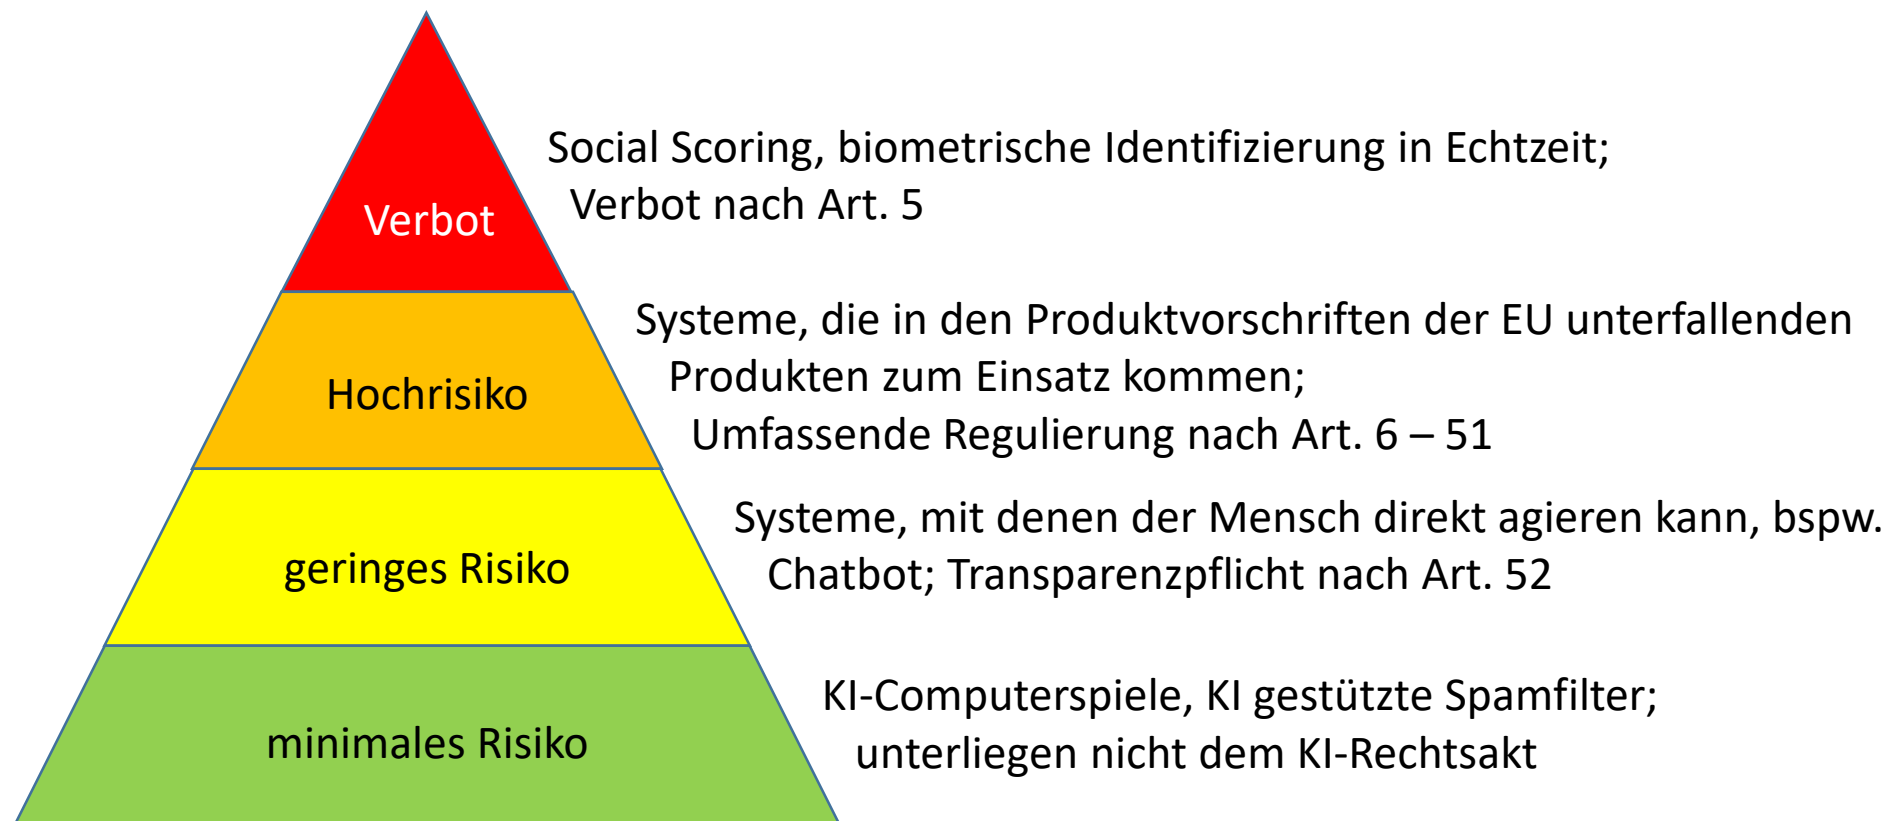 Social Scoring, biometrische Identifizierung in Echtzeit;
Verbot nach Art. 5
Verbot
Systeme, die in den Produktvorschriften der EU unterfallenden
Produkten zum Einsatz kommen;
Umfassende Regulierung nach Art. 6 – 51
Hochrisiko
Systeme, mit denen der Mensch direkt agieren kann, bspw.
Chatbot; Transparenzpflicht nach Art. 52
geringes Risiko
KI-Computerspiele, KI gestützte Spamfilter;
unterliegen nicht dem KI-Rechtsakt
minimales Risiko